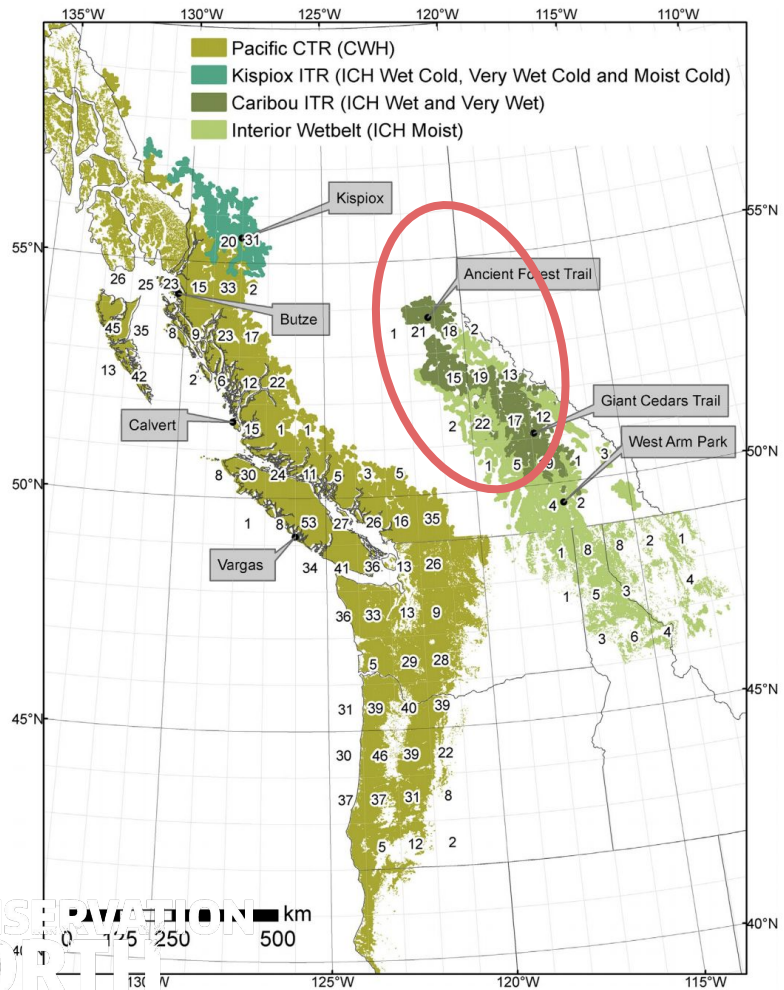 135°W 130°W 125°W 120°W 115°W 110°W
Pacific CTR (CWH)
Kispiox ITR (ICH Wet Cold, Very Wet Cold and Moist Cold)
Caribou ITR (ICH Wet and Very Wet)
Interior Wetbelt (ICH Moist)
Kispiox
55°N
20 31
55°N
Ancient Forest Trail
26 25 23 15 33 2
Butze
45 35 8 9 23 17
1 21 18 2
13 42 2 6 12 22
15 19 13
Calvert
15 1 1
2 22 17 12
Giant Cedars Trail
West Arm Park
50°N
8 30 24 11 5 3 5
1 5 9 1 3
50°N
4 2
1 8 53 27 26 16 35
Vargas
34 41 36 13 26
1 8 8 2 1
36 33 13 9
1 5 3 4
5 29 28
3 6 4
45°N
31 39 40 39
45°N
30 46 39 22
37 37 31 8
5 12 2
SERVATION
ORTH
km
0 125 250 500
40°N
40°N
130°W 125°W 120°W 115°W